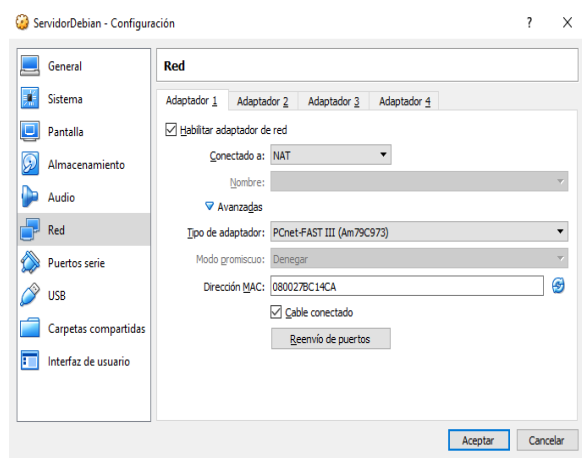 ServidorDebian - Configuración ? X
General
Sistema
Pantalla
Almacenamiento
Audio
Red
Puertos serie
USB
Carpetas compartidas
Interfaz de usuario
Red
Adaptador 1 Adaptador 2 Adaptador 3 Adaptador 4
Habilitar adaptador de red
Conectado a: NAT
Nombre:
Avanzadas
Tipo de adaptador: PCnet-FAST III (Am79C973)
Modo promiscuo: Denegar
Dirección MAC: 080027BC14CA
Cable conectado
Reenvío de puertos
Aceptar Cancelar